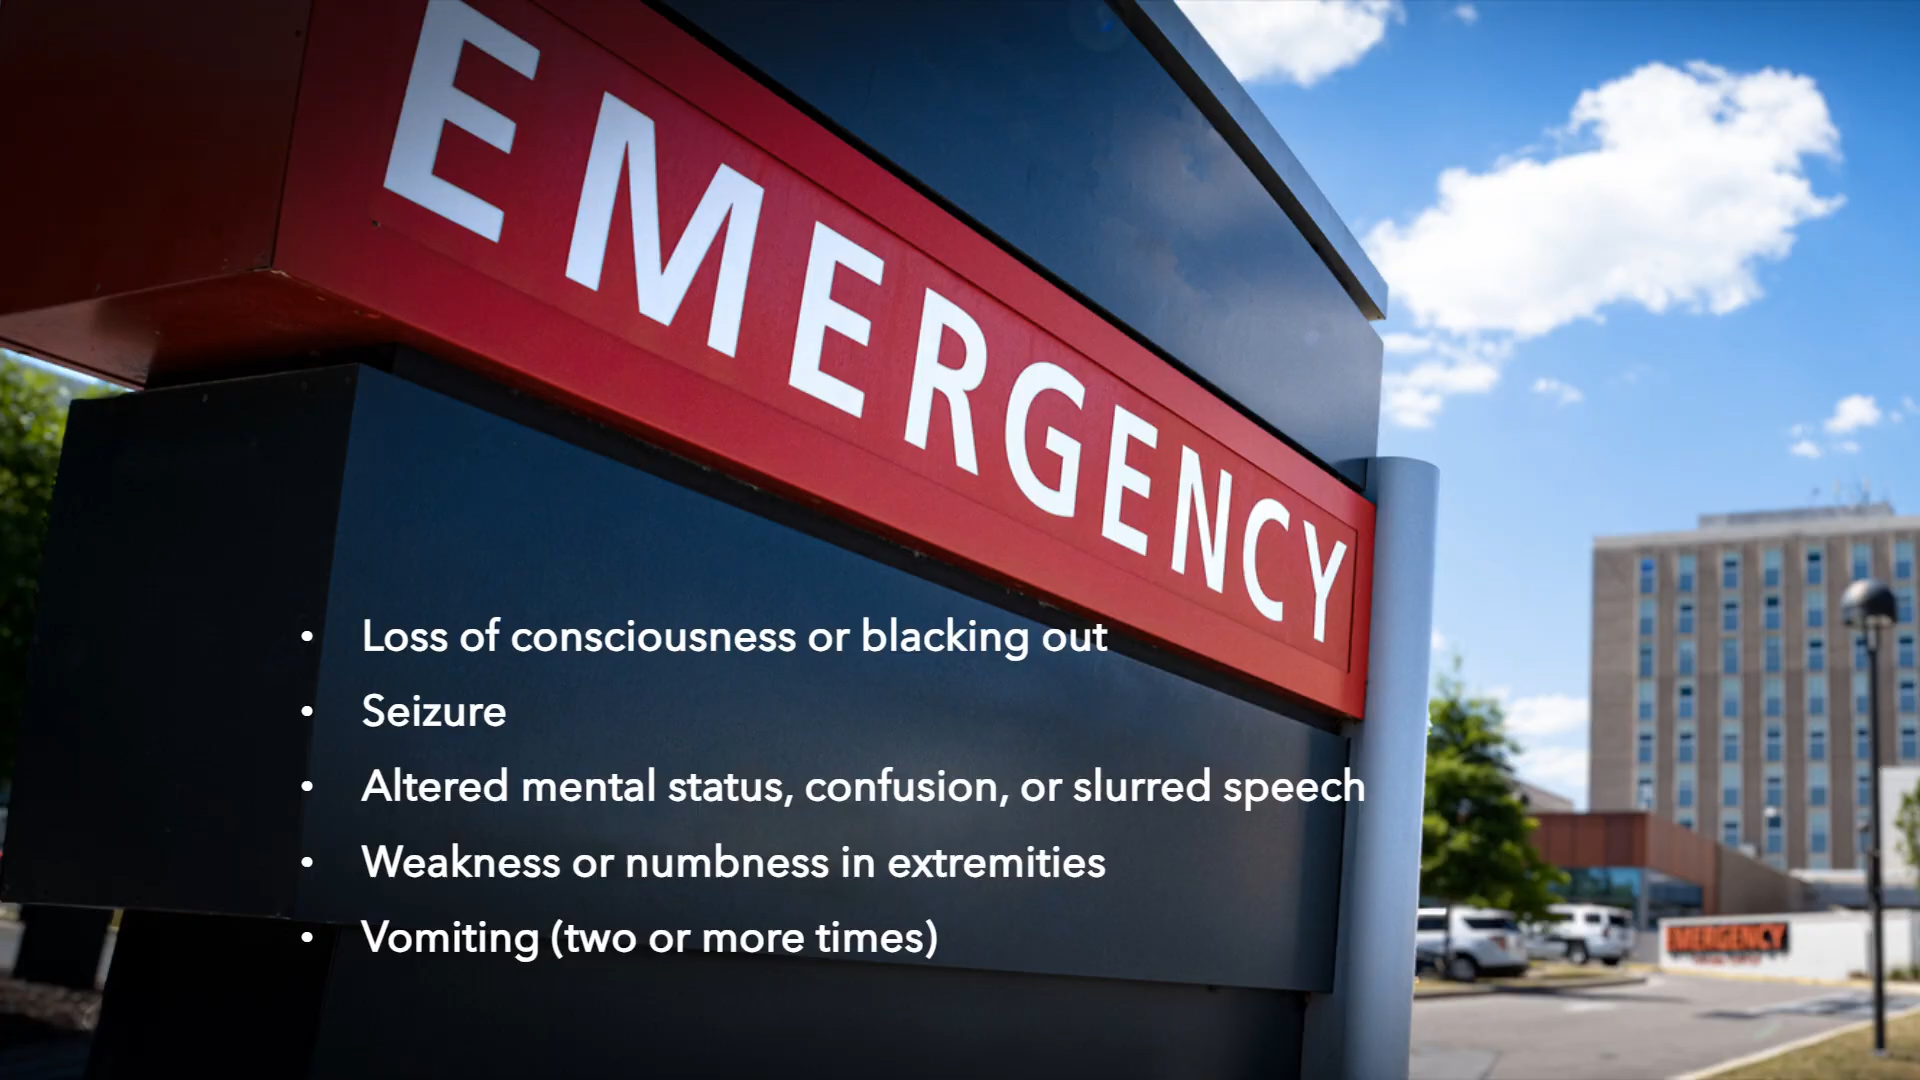 EMERGENCY
• Loss of consciousness or blacking out
• Seizure
• Altered mental status, confusion, or slurred speech
• Weakness or numbness in extremities
• Vomiting (two or more times)
EMERGENCY